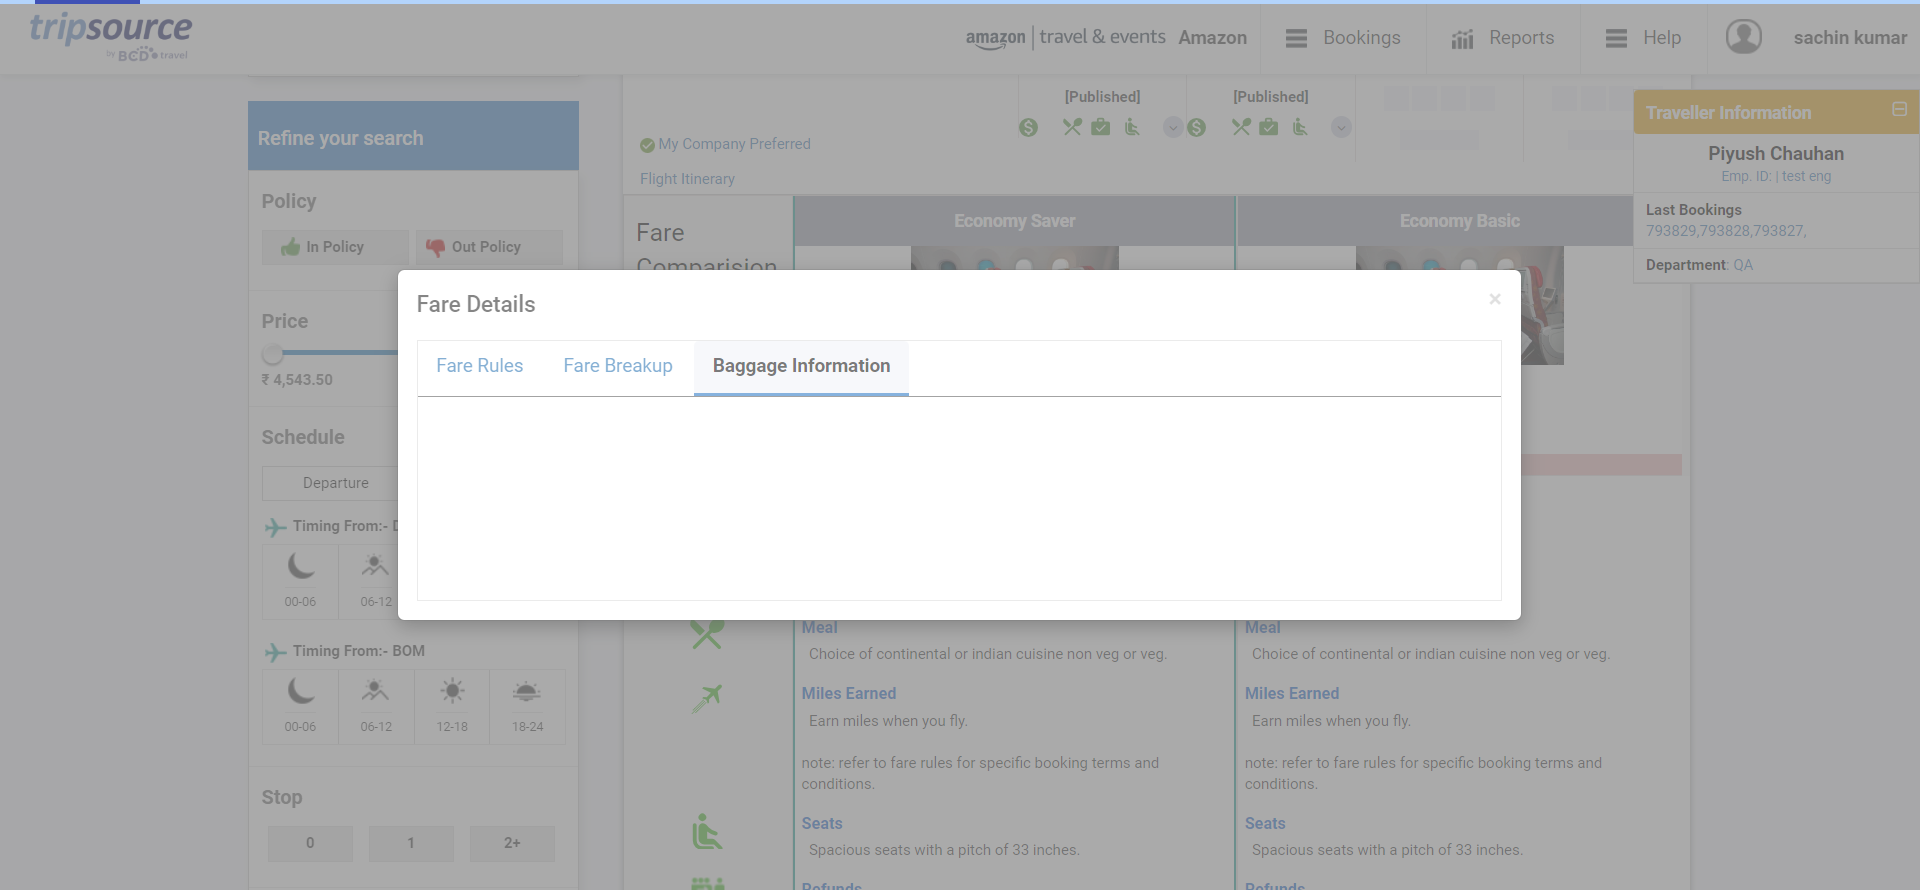 tripsource
by BCD travel
amazon | travel & events Amazon
Bookings
Reports
Help
sachin kumar
Refine your search
Policy
In Policy
Out Policy
Price
₹ 4,543.50
Schedule
Departure
Timing From:- D
00-06
06-12
Timing From:- BOM
00-06
06-12
12-18
18-24
Stop
0
1
2+
[Published]
[Published]
My Company Preferred
Flight Itinerary
Fare
Comparision
Economy Saver
Economy Basic
Traveller Information
Piyush Chauhan
Emp. ID: | test eng
Last Bookings
793829,793828,793827,
Department: QA
Fare Details
×
Fare Rules
Fare Breakup
Baggage Information
Meal
Choice of continental or indian cuisine non veg or veg.
Miles Earned
Earn miles when you fly.
note: refer to fare rules for specific booking terms and
conditions.
Seats
Spacious seats with a pitch of 33 inches.
Refunds
Meal
Choice of continental or indian cuisine non veg or veg.
Miles Earned
Earn miles when you fly.
note: refer to fare rules for specific booking terms and
conditions.
Seats
Spacious seats with a pitch of 33 inches.
Refunds